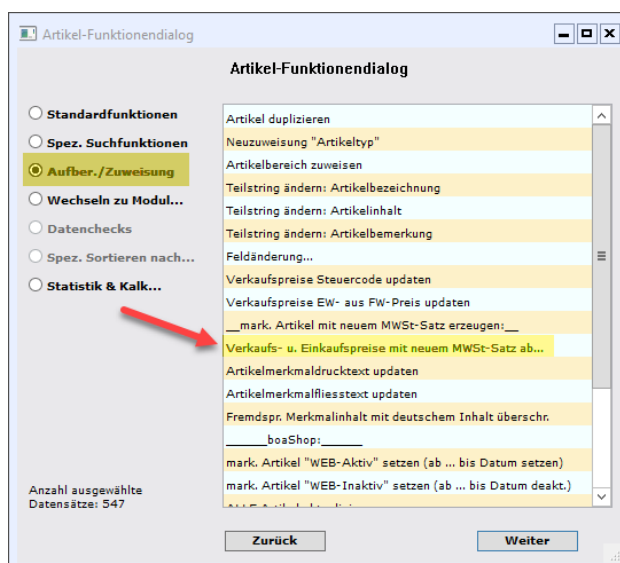 Artikel-Funktionendialog
Artikel-Funktionendialog
Standardfunktionen
Spez. Suchfunktionen
Aufber./Zuweisung
Wechseln zu Modul...
Datenchecks
Spez. Sortieren nach...
Statistik & Kalk...
Artikel duplizieren
Neuzuweisung "Artikeltyp"
Artikelbereich zuweisen
Teilstring ändern: Artikelbezeichnung
Teilstring ändern: Artikelinhalt
Teilstring ändern: Artikelbemerkung
Feldänderung...
Verkaufspreise Steuercode updaten
Verkaufspreise EW- aus FW-Preis updaten
__mark. Artikel mit neuem MWSt-Satz erzeugen:__
Verkaufs- u. Einkaufspreise mit neuem MWSt-Satz ab...
Artikelmerkmaldrucktext updaten
Artikelmerkmalfliesstext updaten
Fremdspr. Merkmalinhalt mit deutschem Inhalt überschr.
______boaShop:______
mark. Artikel "WEB-Aktiv" setzen (ab ... bis Datum setzen)
mark. Artikel "WEB-Inaktiv" setzen (ab ... bis Datum deakt.)
Anzahl ausgewählte
Datensätze: 547
Zurück
Weiter